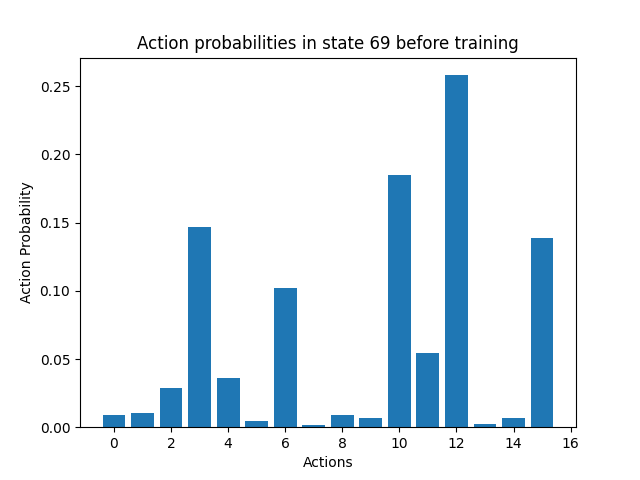 Action probabilities in state 69 before training
Action Probability
0.25
0.20
0.15
0.10
0.05
0.00
0 2 4 6 8 10 12 14 16
Actions